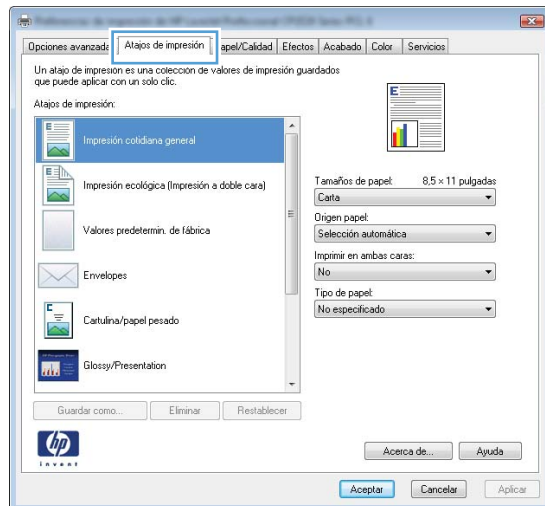 Opciones avanzada
Atajos de impresión
apel/Calidad
Efectos
Acabado
Color
Servicios
Un atajo de impresión es una colección de valores de impresión guardados
que puede aplicar con un solo clic.
Atajos de impresión:
E
Impresión cotidiana general
E
Impresión ecológica (Impresión a doble cara)
Valores predetermin. de fábrica
Envelopes
E
Cartulina/papel pesado
Glossy/Presentation
Guardar como...
Eliminar
Restablecer
E
Tamaños de papel: 8,5 × 11 pulgadas
Carta
Origen papel:
Selección automática
Imprimir en ambas caras:
No
Tipo de papel:
No especificado
hp
invent
Acerca de...
Ayuda
Aceptar
Cancelar
Aplicar